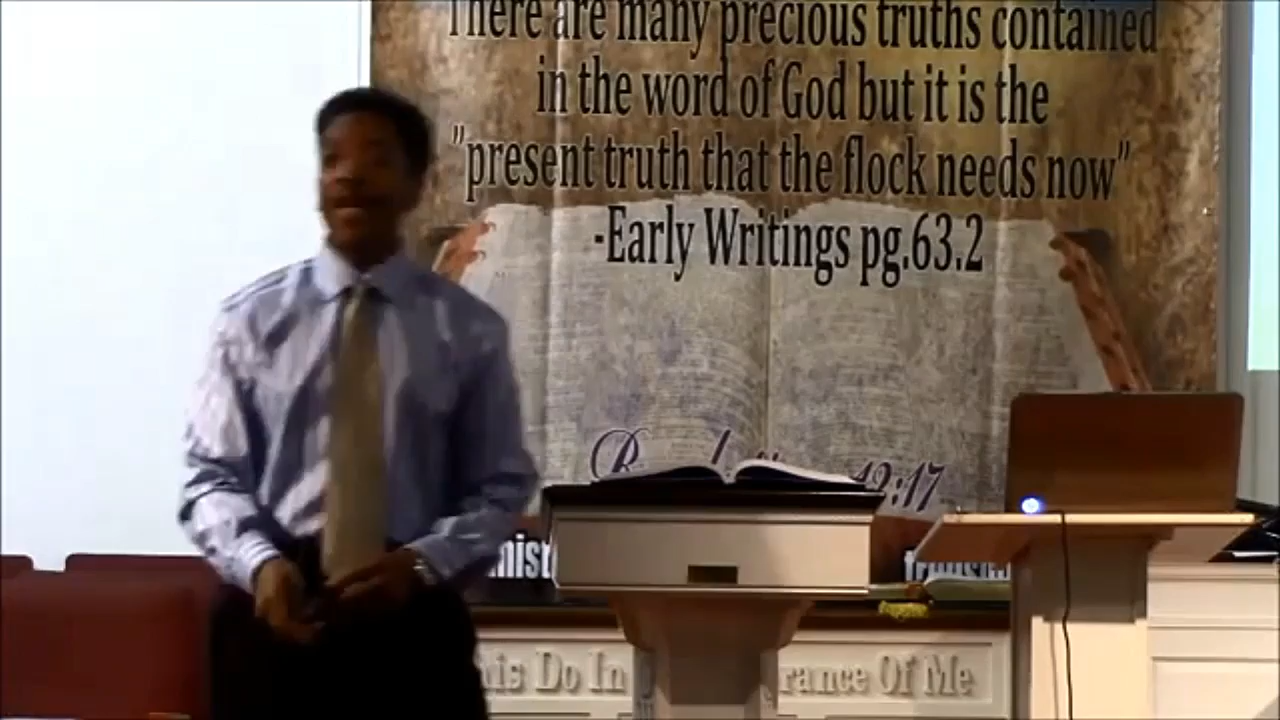 There are many precious truths contained
in the word of God but it is the
"present truth that the flock needs now"
-Early Writings pg.63.2
12:17
his Do In rance Of Me